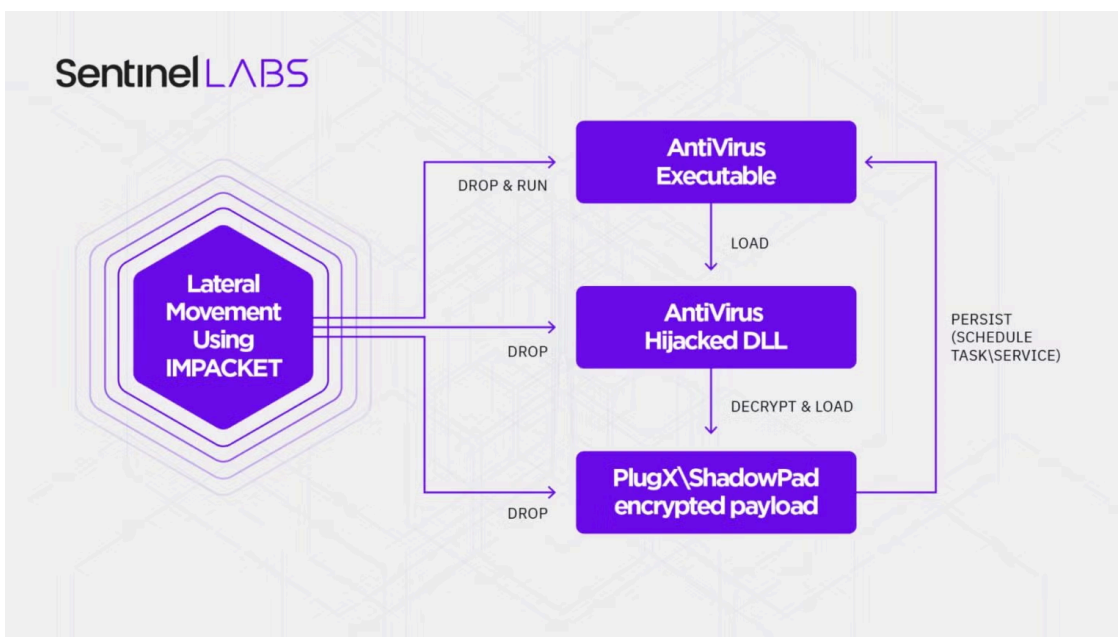 SentinelLABS
AntiVirus
Executable
DROP & RUN
LOAD
Lateral
Movement
Using
IMPACKET
AntiVirus
Hijacked DLL
DROP
PERSIST
(SCHEDULE
TASK\SERVICE)
DECRYPT & LOAD
PlugX\ShadowPad
encrypted payload
DROP